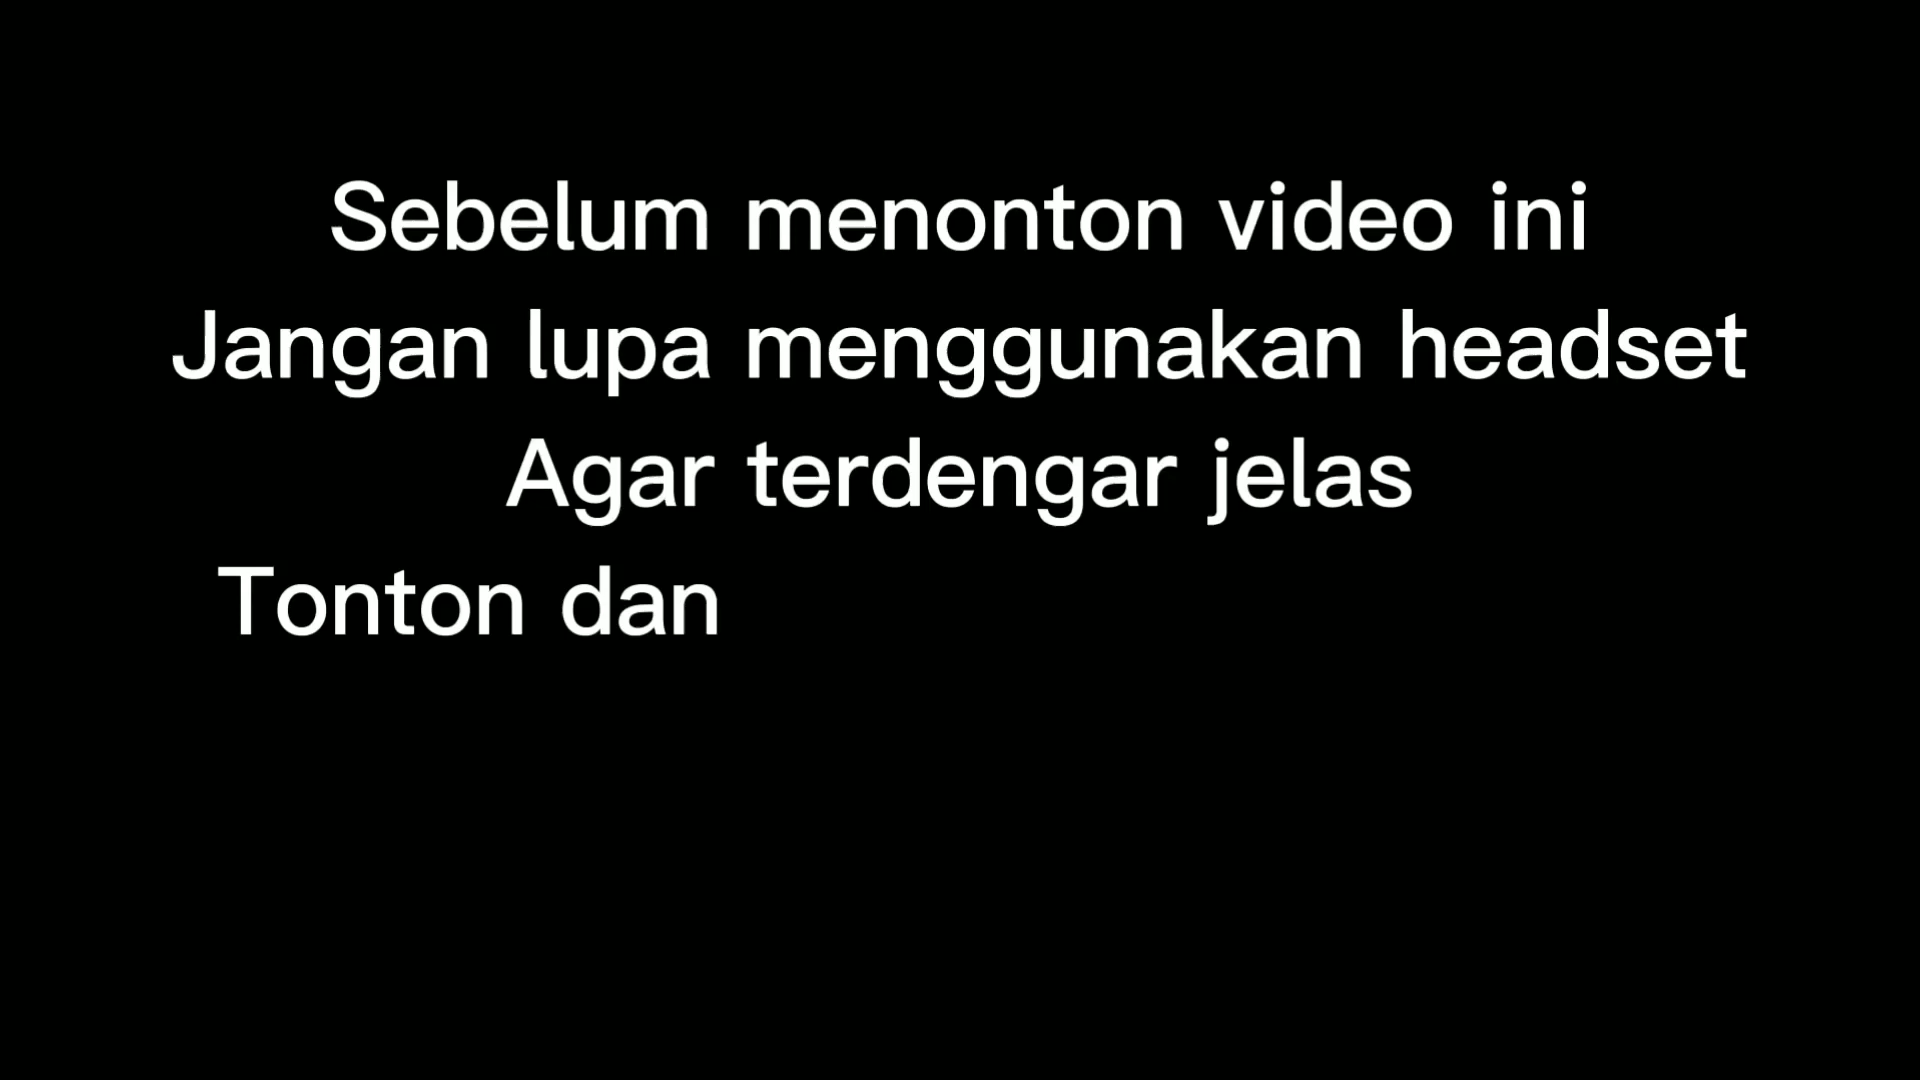 Sebelum menonton video ini
Jangan lupa menggunakan headset
Agar terdengar jelas
Tonton dan